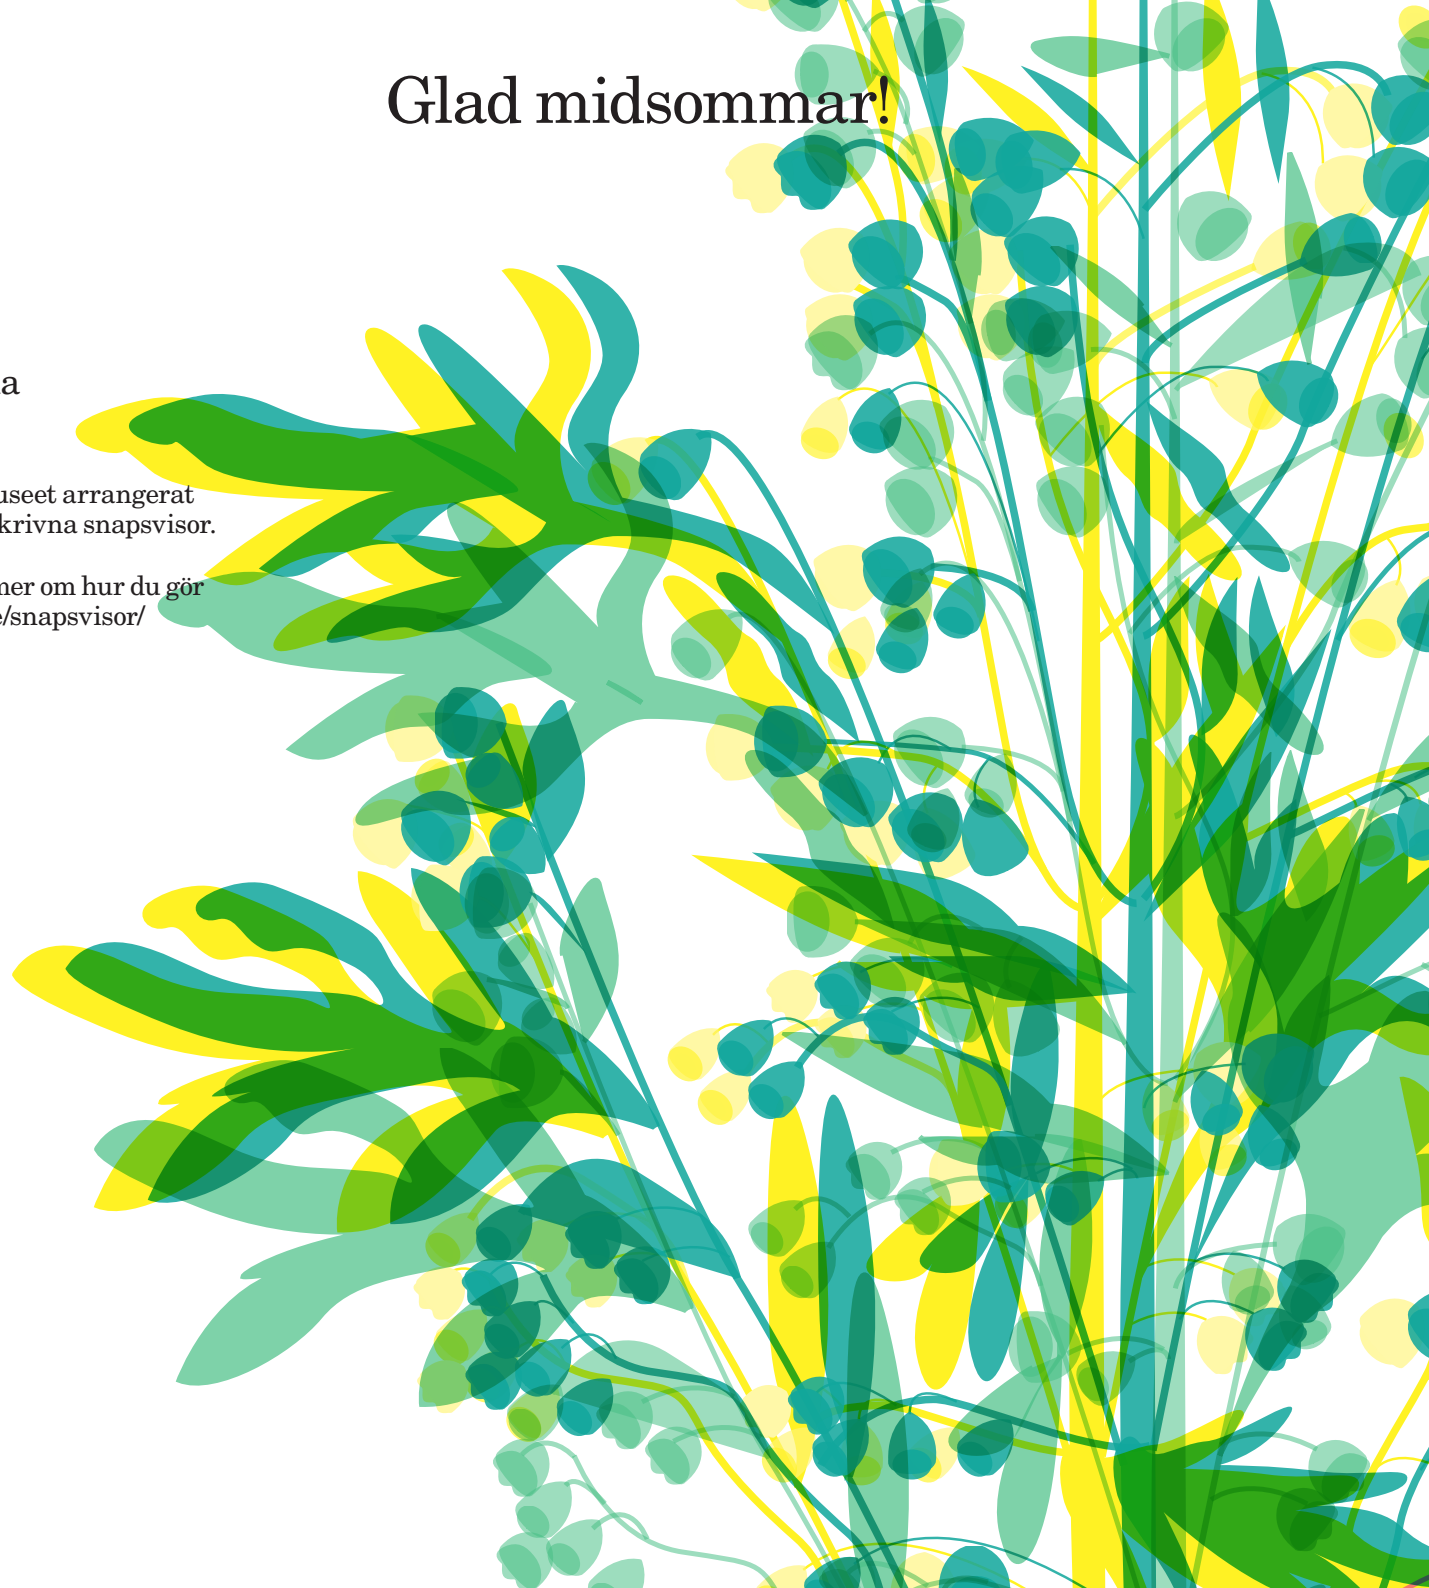 Glad midsommar!
a
useet arrangerat
krivna snapsvisor.
mer om hur du gör
e/snapsvisor/